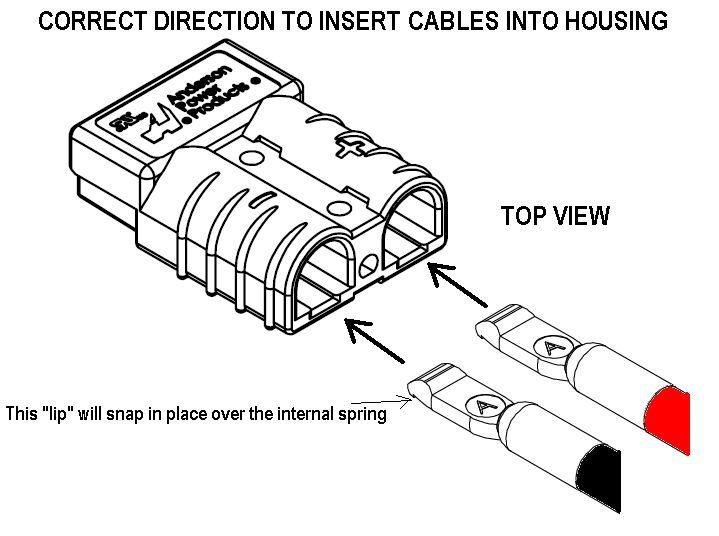 CORRECT DIRECTION TO INSERT CABLES INTO HOUSING
Anderson
Power
Products
+
-
TOP VIEW
A
This "lip" will snap in place over the internal spring
A